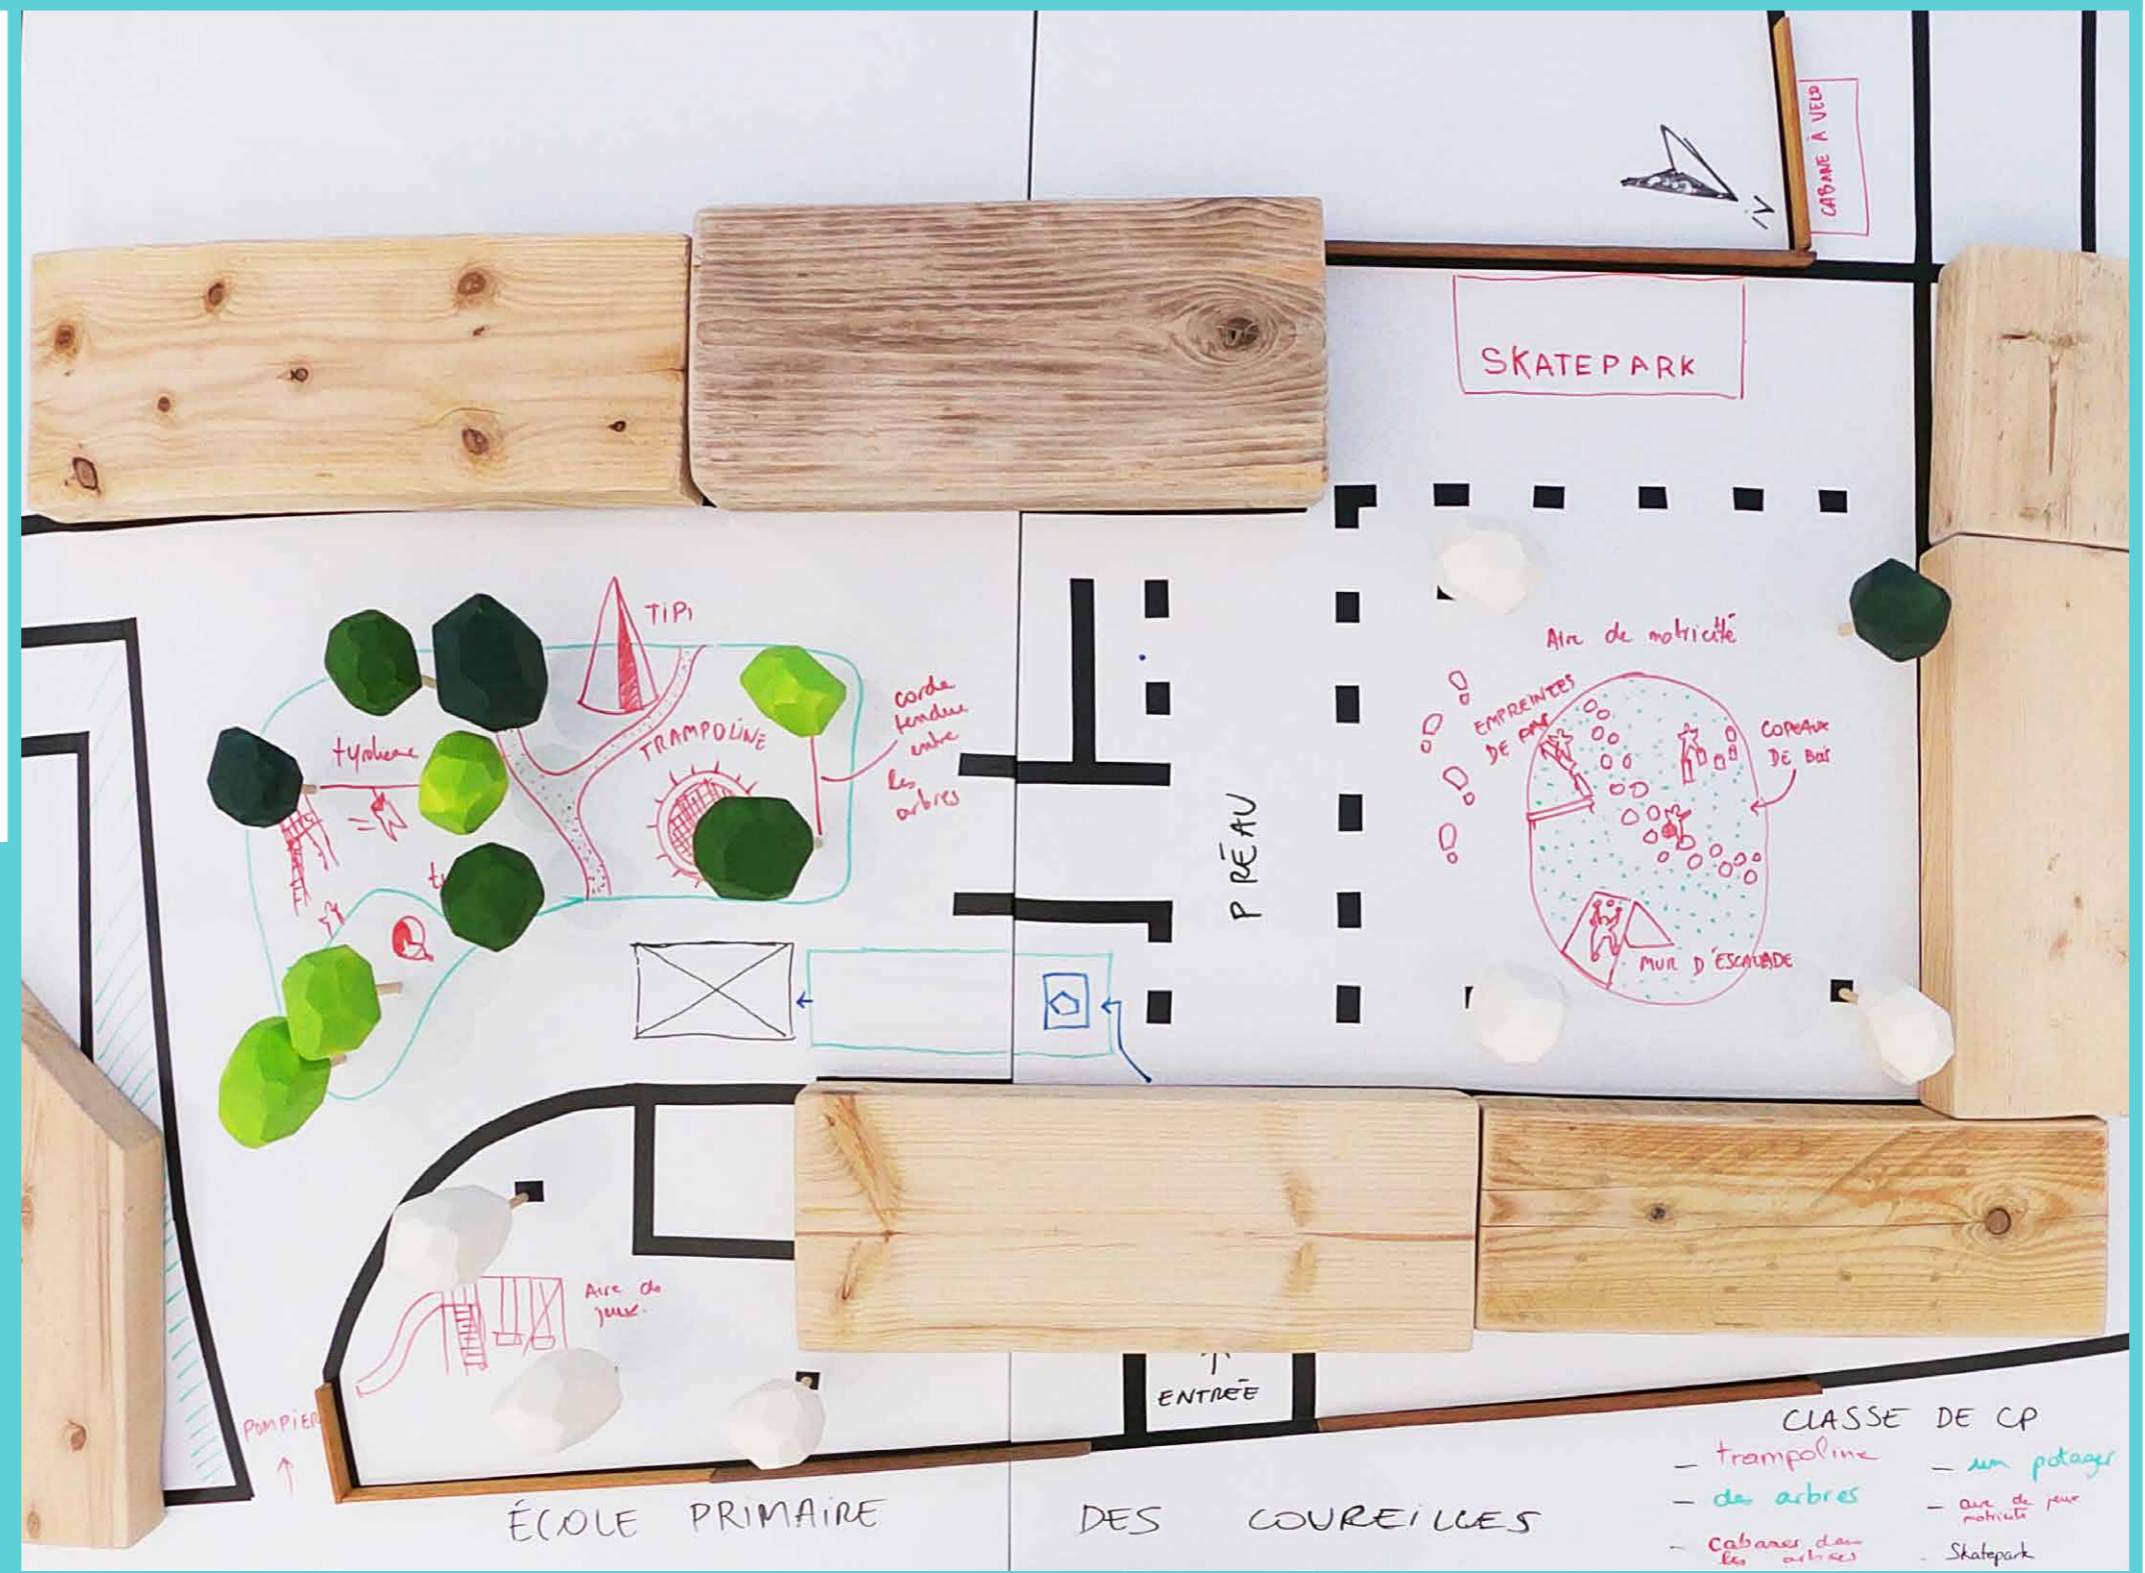 CABANE À VELO
N
SKATEPARK
TiPi
TRAMPOLINE
tyrolienne
corde
tendue
entre
les
arbres
PRÉAU
Aire de motricité
EMPREINTES
DE PAS
COPEAUX
DE BOIS
MUR D'ESCALADE
Aire de
jeux.
POMPIER
ENTRÉE
ÉCOLE PRIMAIRE DES COUREILLES
CLASSE DE CP
- trampoline
- des arbres
- cabanes dans
les arbres
- un potager
- aire de jeux
motricité
- Skatepark